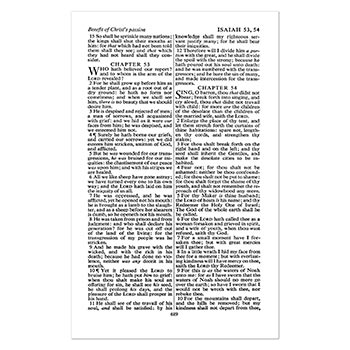 Benefit of Christ's passion
ISAIAH 53, 54
15 So shall he sprinkle many nations;
the kings shall shut their mouths at
him: for that which had not been told
them shall they see; and that which
they had not heard shall they con-
sider.
CHAPTER 53
WHO hath believed our report? and
to whom is the arm of the
LORD revealed?
2 For he shall grow up before him as
a tender plant, and as a root out of a
dry ground: he hath no form nor
comeliness; and when we shall see
him, there is no beauty that we should
desire him.
3 He is despised and rejected of men;
a man of sorrows, and acquainted
with grief: and we hid as it were our
faces from him; he was despised, and
we esteemed him not.
4 ¶ Surely he hath borne our griefs,
and carried our sorrows: yet we did
esteem him stricken, smitten of God,
and afflicted.
5 But he was wounded for our trans-
gressions, he was bruised for our ini-
quities: the chastisement of our peace
was upon him; and with his stripes we
are healed.
6 All we like sheep have gone astray;
we have turned every one to his own
way; and the LORD hath laid on him
the iniquity of us all.
7 He was oppressed, and he was
afflicted, yet he opened not his mouth:
he is brought as a lamb to the slaugh-
ter, and as a sheep before her shearers
is dumb, so he openeth not his mouth.
8 He was taken from prison and from
judgment: and who shall declare his
generation? for he was cut off out
of the land of the living: for the
transgression of my people was he
stricken.
9 And he made his grave with the
wicked, and with the rich in his
death; because he had done no vio-
lence, neither was any deceit in his
mouth.
10 ¶ Yet it pleased the LORD to
bruise him; he hath put him to grief:
when thou shalt make his soul an
offering for sin, he shall see his seed,
he shall prolong his days, and the
pleasure of the LORD shall prosper in
his hand.
11 He shall see of the travail of his
soul, and shall be satisfied: by his
knowledge shall my righteous ser-
vant justify many; for he shall bear
their iniquities.
12 Therefore will I divide him a por-
tion with the great, and he shall divide
the spoil with the strong; because he
hath poured out his soul unto death:
and he was numbered with the trans-
gressors; and he bare the sin of many,
and made intercession for the trans-
gressors.
CHAPTER 54
SING, O barren, thou that didst not
bear; break forth into singing, and
cry aloud, thou that didst not travail
with child: for more are the children
of the desolate than the children of
the married wife, saith the LORD.
2 Enlarge the place of thy tent, and
let them stretch forth the curtains of
thine habitations: spare not, length-
en thy cords, and strengthen thy
stakes;
3 For thou shalt break forth on the
right hand and on the left; and thy
seed shall inherit the Gentiles, and
make the desolate cities to be in-
habited.
4 Fear not; for thou shalt not be
ashamed: neither be thou confound-
ed; for thou shalt not be put to shame:
for thou shalt forget the shame of thy
youth, and shalt not remember the re-
proach of thy widowhood any more.
5 For thy Maker is thine husband;
the LORD of hosts is his name; and thy
Redeemer the Holy One of Israel;
The God of the whole earth shall he
be called.
6 For the LORD hath called thee as a
woman forsaken and grieved in spirit,
and a wife of youth, when thou wast
refused, saith thy God.
7 For a small moment have I for-
saken thee; but with great mercies
will I gather thee.
8 In a little wrath I hid my face from
thee for a moment; but with everlast-
ing kindness will I have mercy on thee,
saith the LORD thy Redeemer.
9 For this is as the waters of Noah
unto me: for as I have sworn that the
waters of Noah should no more go
over the earth; so have I sworn that I
would not be wroth with thee, nor
rebuke thee.
10 For the mountains shall depart,
and the hills be removed; but my
kindness shall not depart from thee,